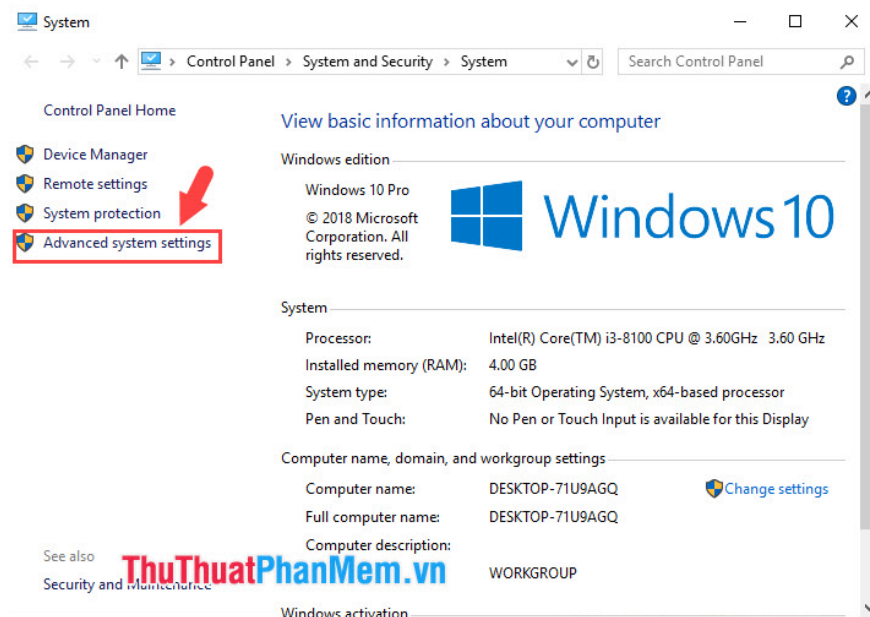 System
Control Panel > System and Security > System
Search Control Panel
?
Control Panel Home
Device Manager
Remote settings
System protection
Advanced system settings
See also
Security and Maintenance
View basic information about your computer
Windows edition
Windows 10 Pro
© 2018 Microsoft
Corporation. All
rights reserved.
Windows 10
System
Processor: Intel(R) Core(TM) i3-8100 CPU @ 3.60GHz 3.60 GHz
Installed memory (RAM): 4.00 GB
System type: 64-bit Operating System, x64-based processor
Pen and Touch: No Pen or Touch Input is available for this Display
Computer name, domain, and workgroup settings
Computer name: DESKTOP-71U9AGQ Change settings
Full computer name: DESKTOP-71U9AGQ
Computer description:
WORKGROUP
Windows activation
ThuThuatPhanMem.vn